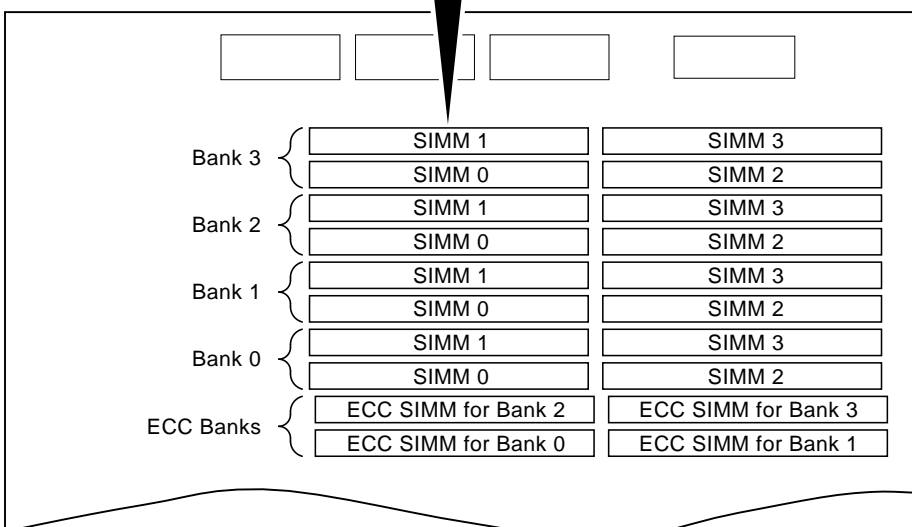 Bank 3
SIMM 1 SIMM 3
SIMM 0 SIMM 2
Bank 2
SIMM 1 SIMM 3
SIMM 0 SIMM 2
Bank 1
SIMM 1 SIMM 3
SIMM 0 SIMM 2
Bank 0
SIMM 1 SIMM 3
SIMM 0 SIMM 2
ECC Banks
ECC SIMM for Bank 2 ECC SIMM for Bank 3
ECC SIMM for Bank 0 ECC SIMM for Bank 1